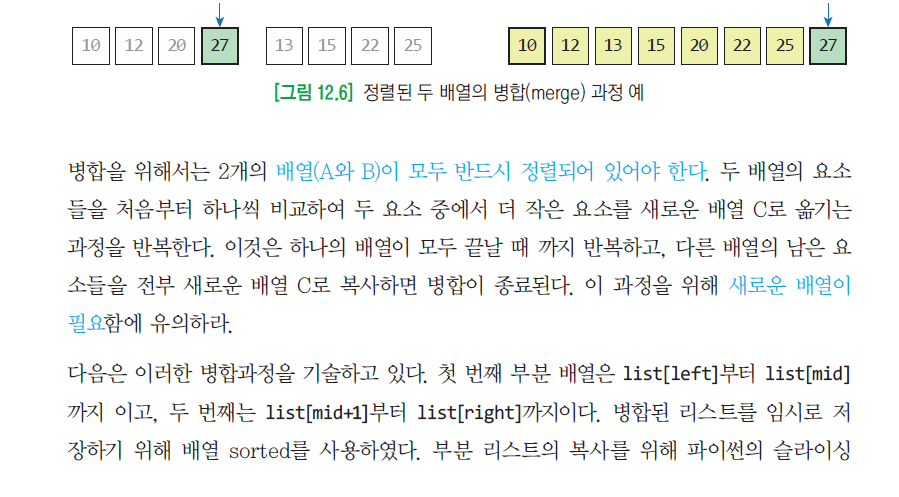 10 12 20 27 13 15 22 25 10 12 13 15 20 22 25 27
[그림 12.6] 정렬된 두 배열의 병합(merge) 과정 예
병합을 위해서는 2개의 배열(A와 B)이 모두 반드시 정렬되어 있어야 한다. 두 배열의 요소
들을 처음부터 하나씩 비교하여 두 요소 중에서 더 작은 요소를 새로운 배열 C로 옮기는
과정을 반복한다. 이것은 하나의 배열이 모두 끝날 때 까지 반복하고, 다른 배열의 남은 요
소들을 전부 새로운 배열 C로 복사하면 병합이 종료된다. 이 과정을 위해 새로운 배열이
필요함에 유의하라.
다음은 이러한 병합과정을 기술하고 있다. 첫 번째 부분 배열은 list[left]부터 list[mid]
까지 이고, 두 번째는 list[mid+1]부터 list[right]까지이다. 병합된 리스트를 임시로 저
장하기 위해 배열 sorted를 사용하였다. 부분 리스트의 복사를 위해 파이썬의 슬라이싱